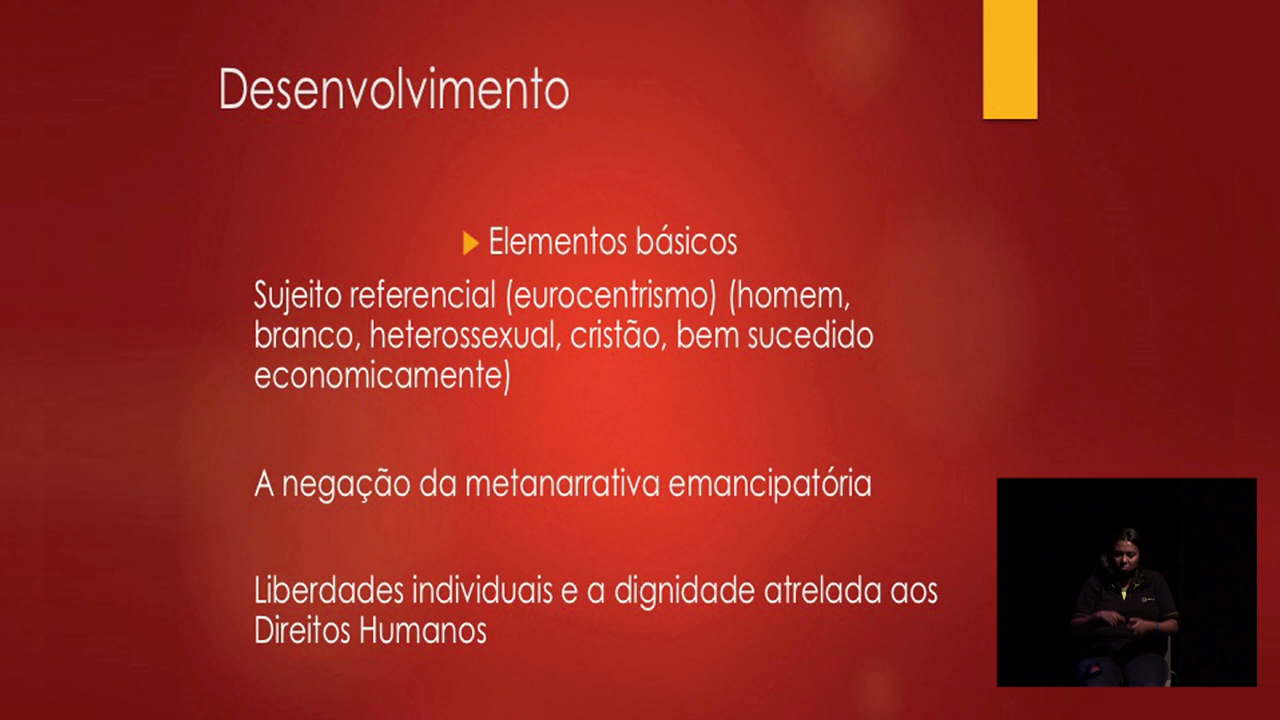 Desenvolvimento
Elementos básicos
Sujeito referencial (eurocentrismo) (homem,
branco, heterossexual, cristão, bem sucedido
economicamente)
A negação da metanarrativa emancipatória
Liberdades individuais e a dignidade atrelada aos
Direitos Humanos